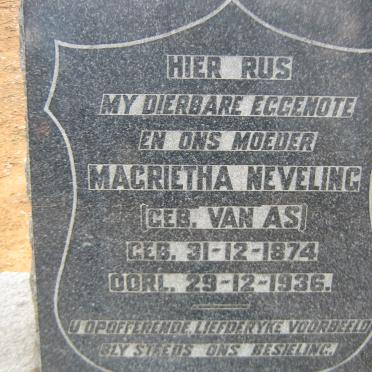 HIER RUS
MY DIERBARE EGGENOTE
EN ONS MOEDER
MAGRIETHA NEVELING
(GEB. VAN AS)
GEB. 31-12-1874
OORL. 29-12-1936.
U OPOFFERENDE LIEFDERYKE VOORBEELD
BLY STEEDS ONS BESIELING.